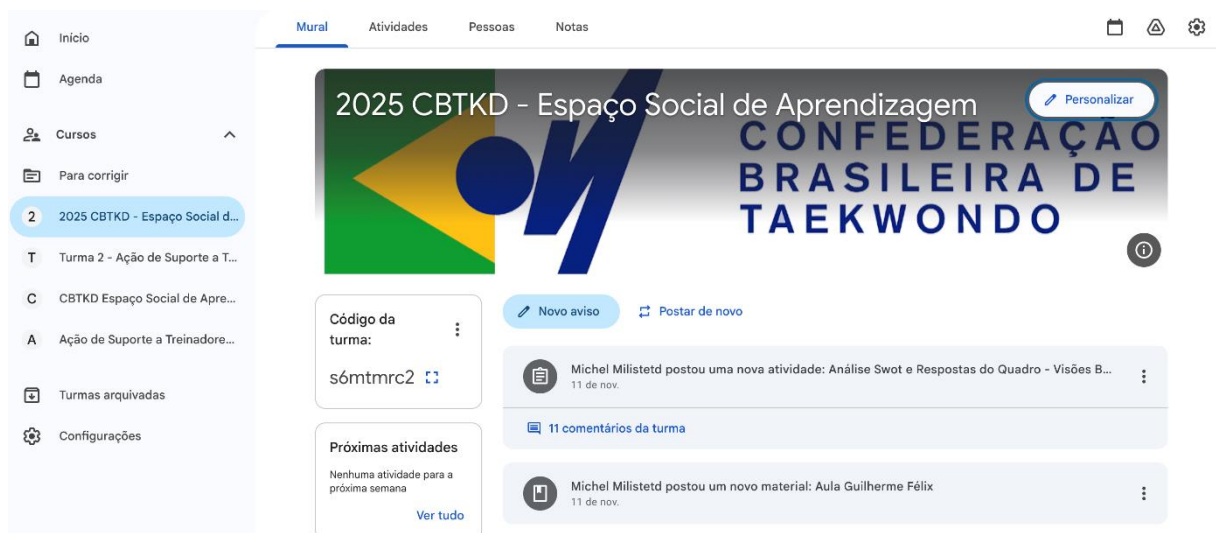 Início
Agenda
Cursos
Para corrigir
2 2025 CBTKD - Espaço Social d...
T Turma 2 - Ação de Suporte a T...
C CBTKD Espaço Social de Apre...
A Ação de Suporte a Treinadore...
Turmas arquivadas
Configurações
Mural Atividades Pessoas Notas
2025 CBTKD - Espaço Social de Aprendizagem
Personalizar
CONFEDERAÇÃO
BRASILEIRA DE
TAEKWONDO
Código da
turma:
s6mtmrc2
Próximas atividades
Nenhuma atividade para a
próxima semana
Ver tudo
Novo aviso Postar de novo
Michel Milistetd postou uma nova atividade: Análise Swot e Respostas do Quadro - Visões B...
11 de nov.
11 comentários da turma
Michel Milistetd postou um novo material: Aula Guilherme Félix
11 de nov.